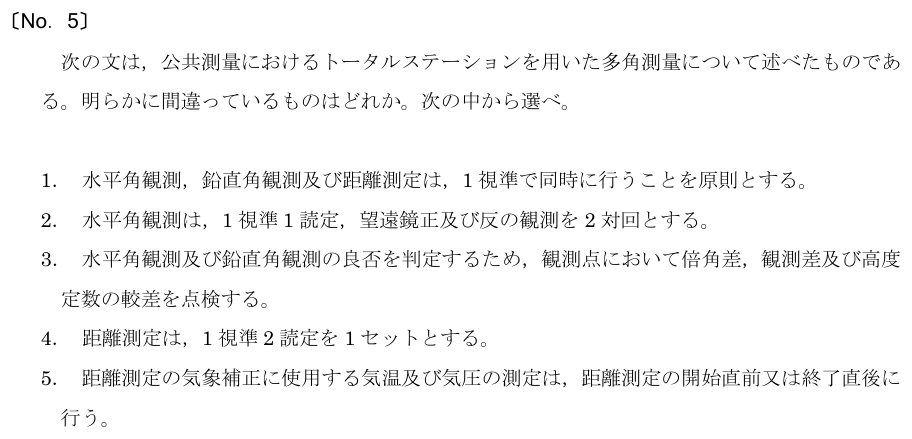 〔No. 5〕
次の文は，公共測量におけるトータルステーションを用いた多角測量について述べたものであ
る。明らかに間違っているものはどれか。次の中から選べ。
1. 水平角観測，鉛直角観測及び距離測定は，1 視準で同時に行うことを原則とする。
2. 水平角観測は，1 視準 1 読定，望遠鏡正及び反の観測を 2 対回とする。
3. 水平角観測及び鉛直角観測の良否を判定するため，観測点において倍角差，観測差及び高度
定数の較差を点検する。
4. 距離測定は，1 視準 2 読定を 1 セットとする。
5. 距離測定の気象補正に使用する気温及び気圧の測定は，距離測定の開始直前又は終了直後に
行う。